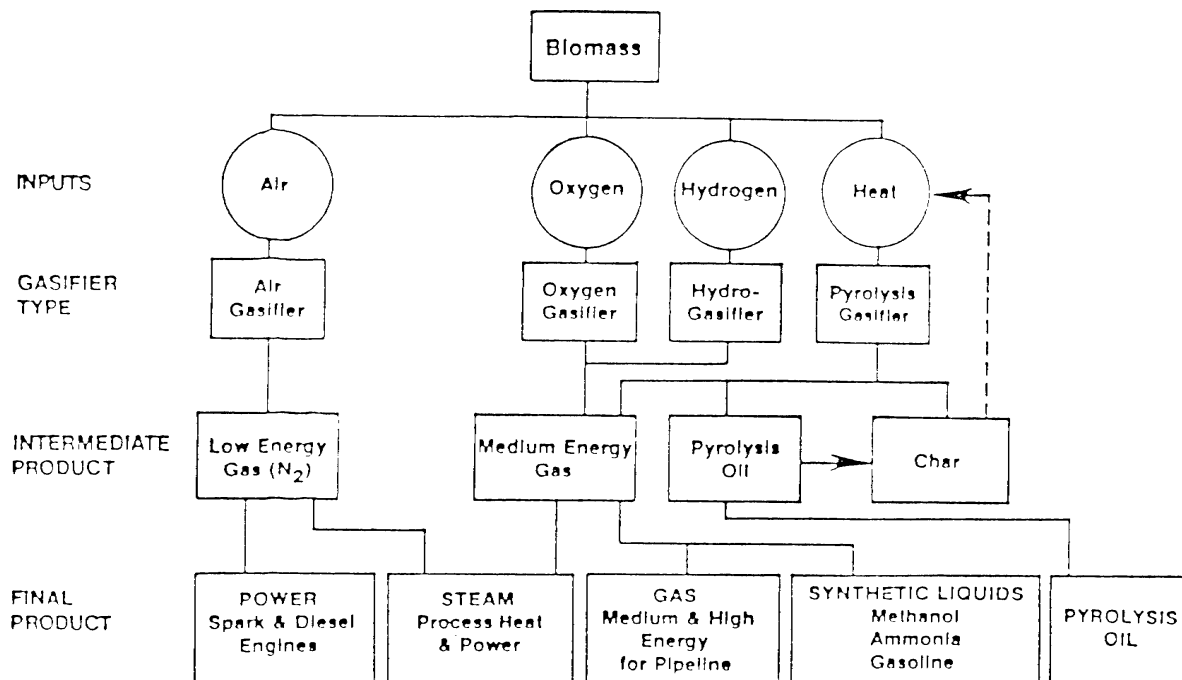 Biomass
INPUTS
Air
Oxygen
Hydrogen
Heat
GASIFIER
TYPE
Air
Gasifier
Oxygen
Gasifier
Hydro-
Gasifier
Pyrolysis
Gasifier
INTERMEDIATE
PRODUCT
Low Energy
Gas (N₂)
Medium Energy
Gas
Pyrolysis
Oil
Char
FINAL
PRODUCT
POWER
Spark & Diesel
Engines
STEAM
Process Heat
& Power
GAS
Medium & High
Energy
for Pipeline
SYNTHETIC LIQUIDS
Methanol
Ammonia
Gasoline
PYROLYSIS
OIL